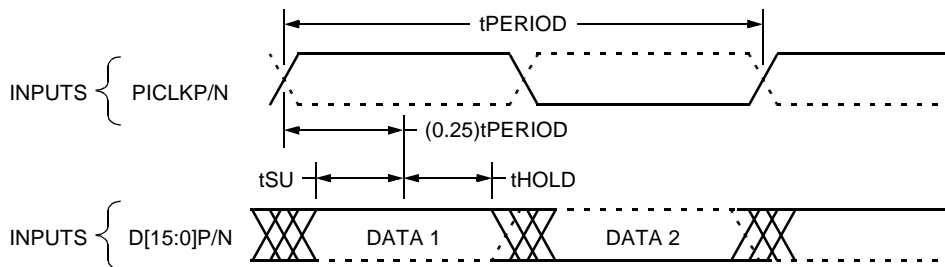 tPERIOD
INPUTS PICLKP/N
(0.25)tPERIOD
tSU tHOLD
INPUTS D[15:0]P/N DATA 1 DATA 2